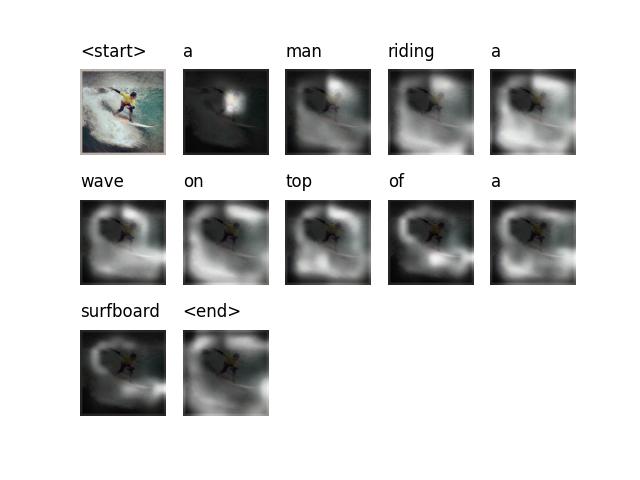 <start> a man riding a
wave on top of a
surfboard <end>